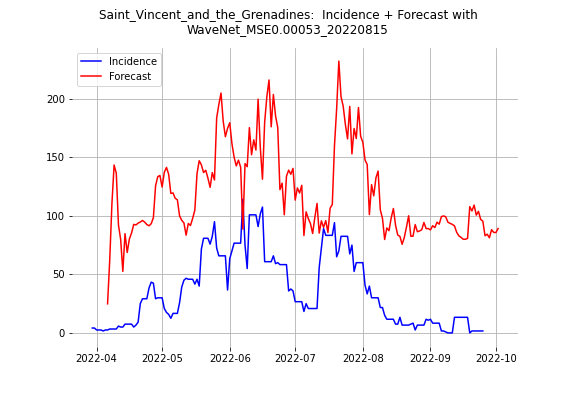 Saint_Vincent_and_the_Grenadines:  Incidence + Forecast with
WaveNet_MSE0.00053_20220815
Incidence
Forecast
200
150
100
50
0
2022-04 2022-05 2022-06 2022-07 2022-08 2022-09 2022-10